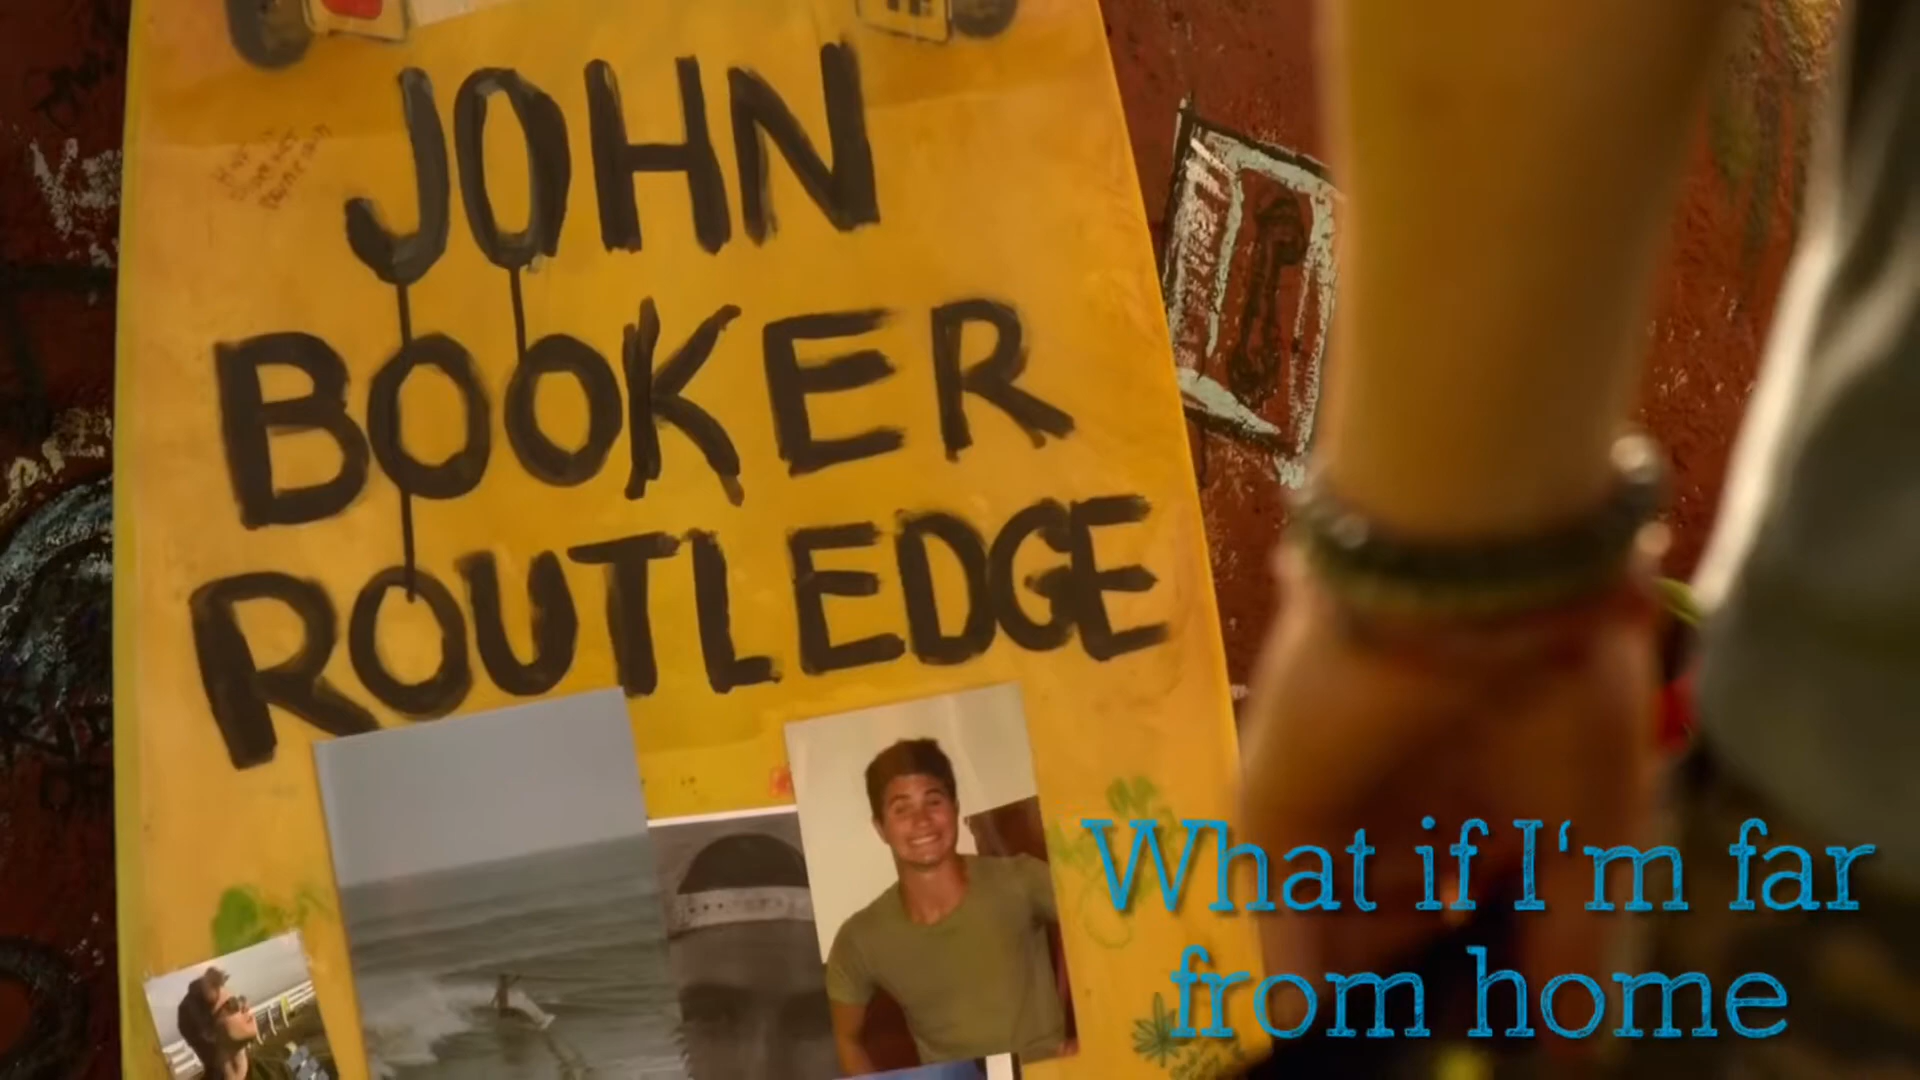 JOHN
BOOKER
ROUTLEDGE
What if I'm far
from home